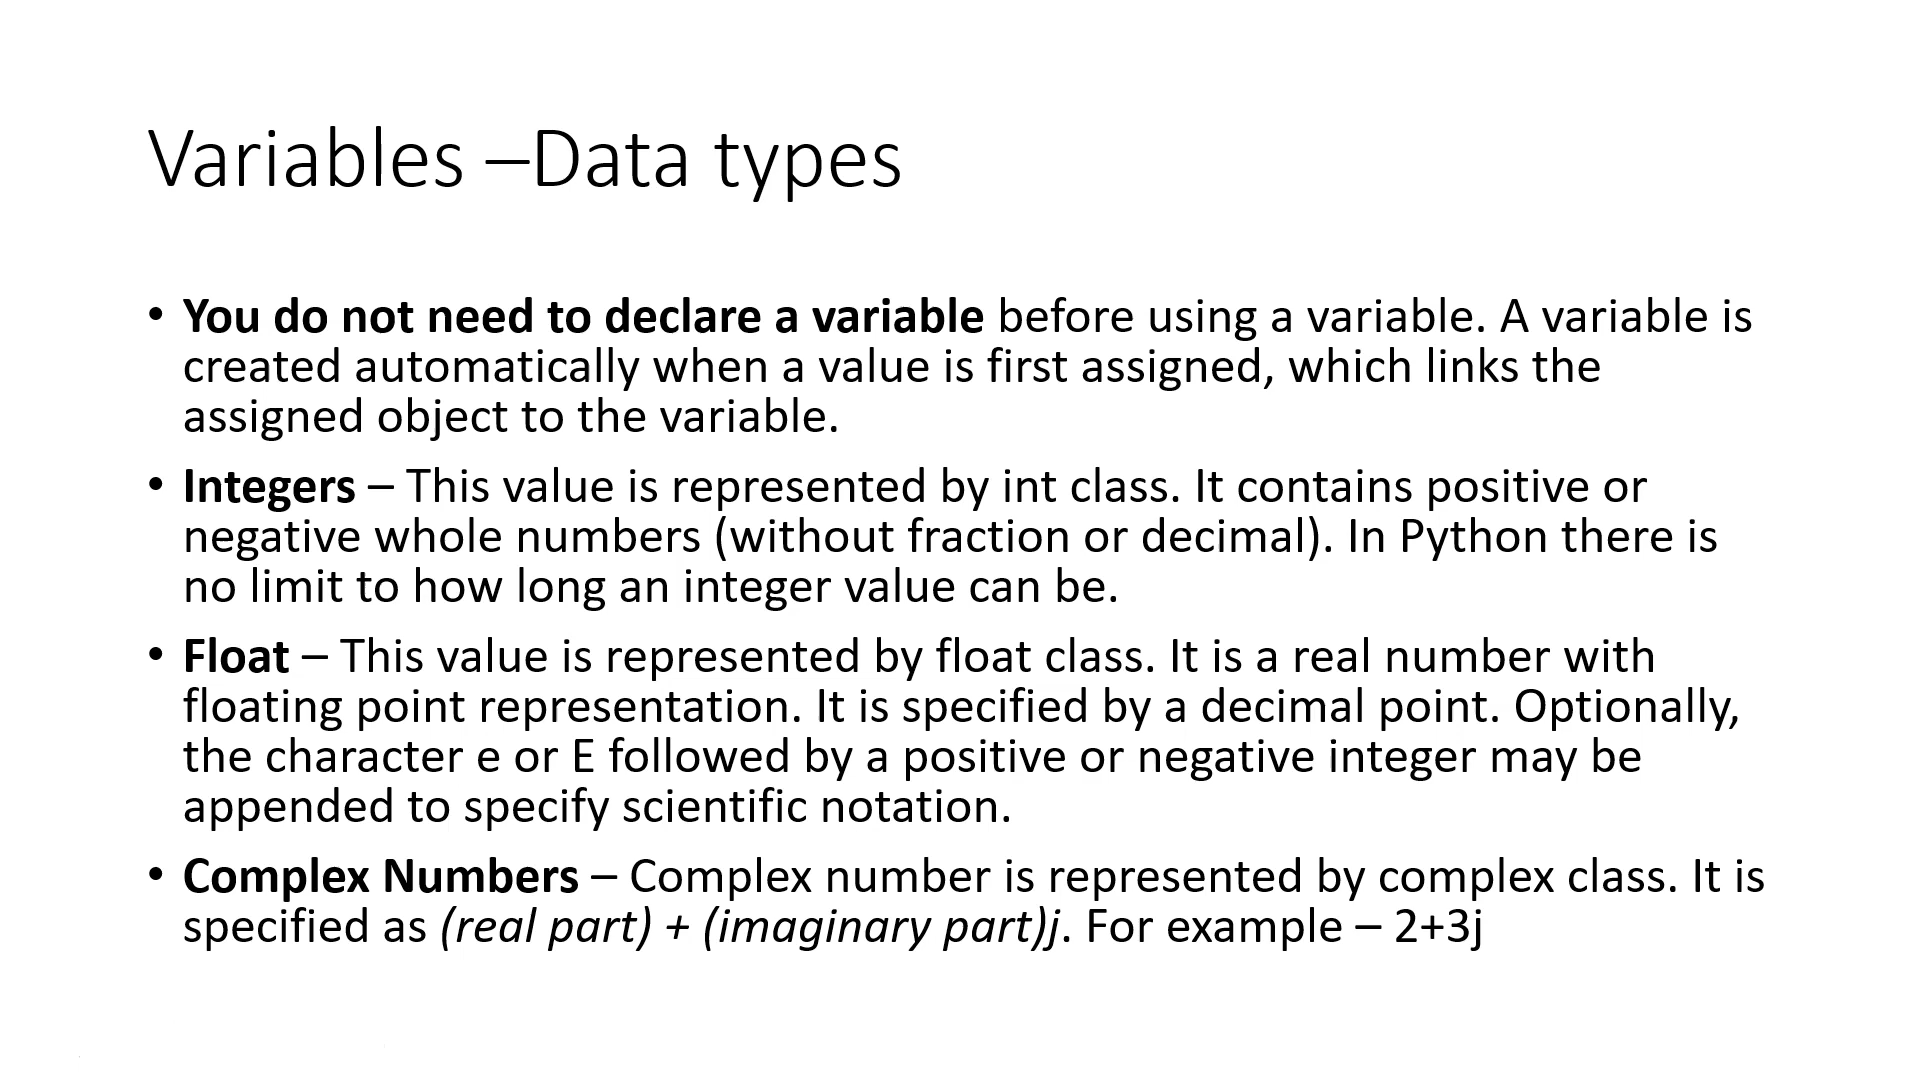 Variables –Data types
• You do not need to declare a variable before using a variable. A variable is
created automatically when a value is first assigned, which links the
assigned object to the variable.
• Integers – This value is represented by int class. It contains positive or
negative whole numbers (without fraction or decimal). In Python there is
no limit to how long an integer value can be.
• Float – This value is represented by float class. It is a real number with
floating point representation. It is specified by a decimal point. Optionally,
the character e or E followed by a positive or negative integer may be
appended to specify scientific notation.
• Complex Numbers – Complex number is represented by complex class. It is
specified as (real part) + (imaginary part)j. For example – 2+3j